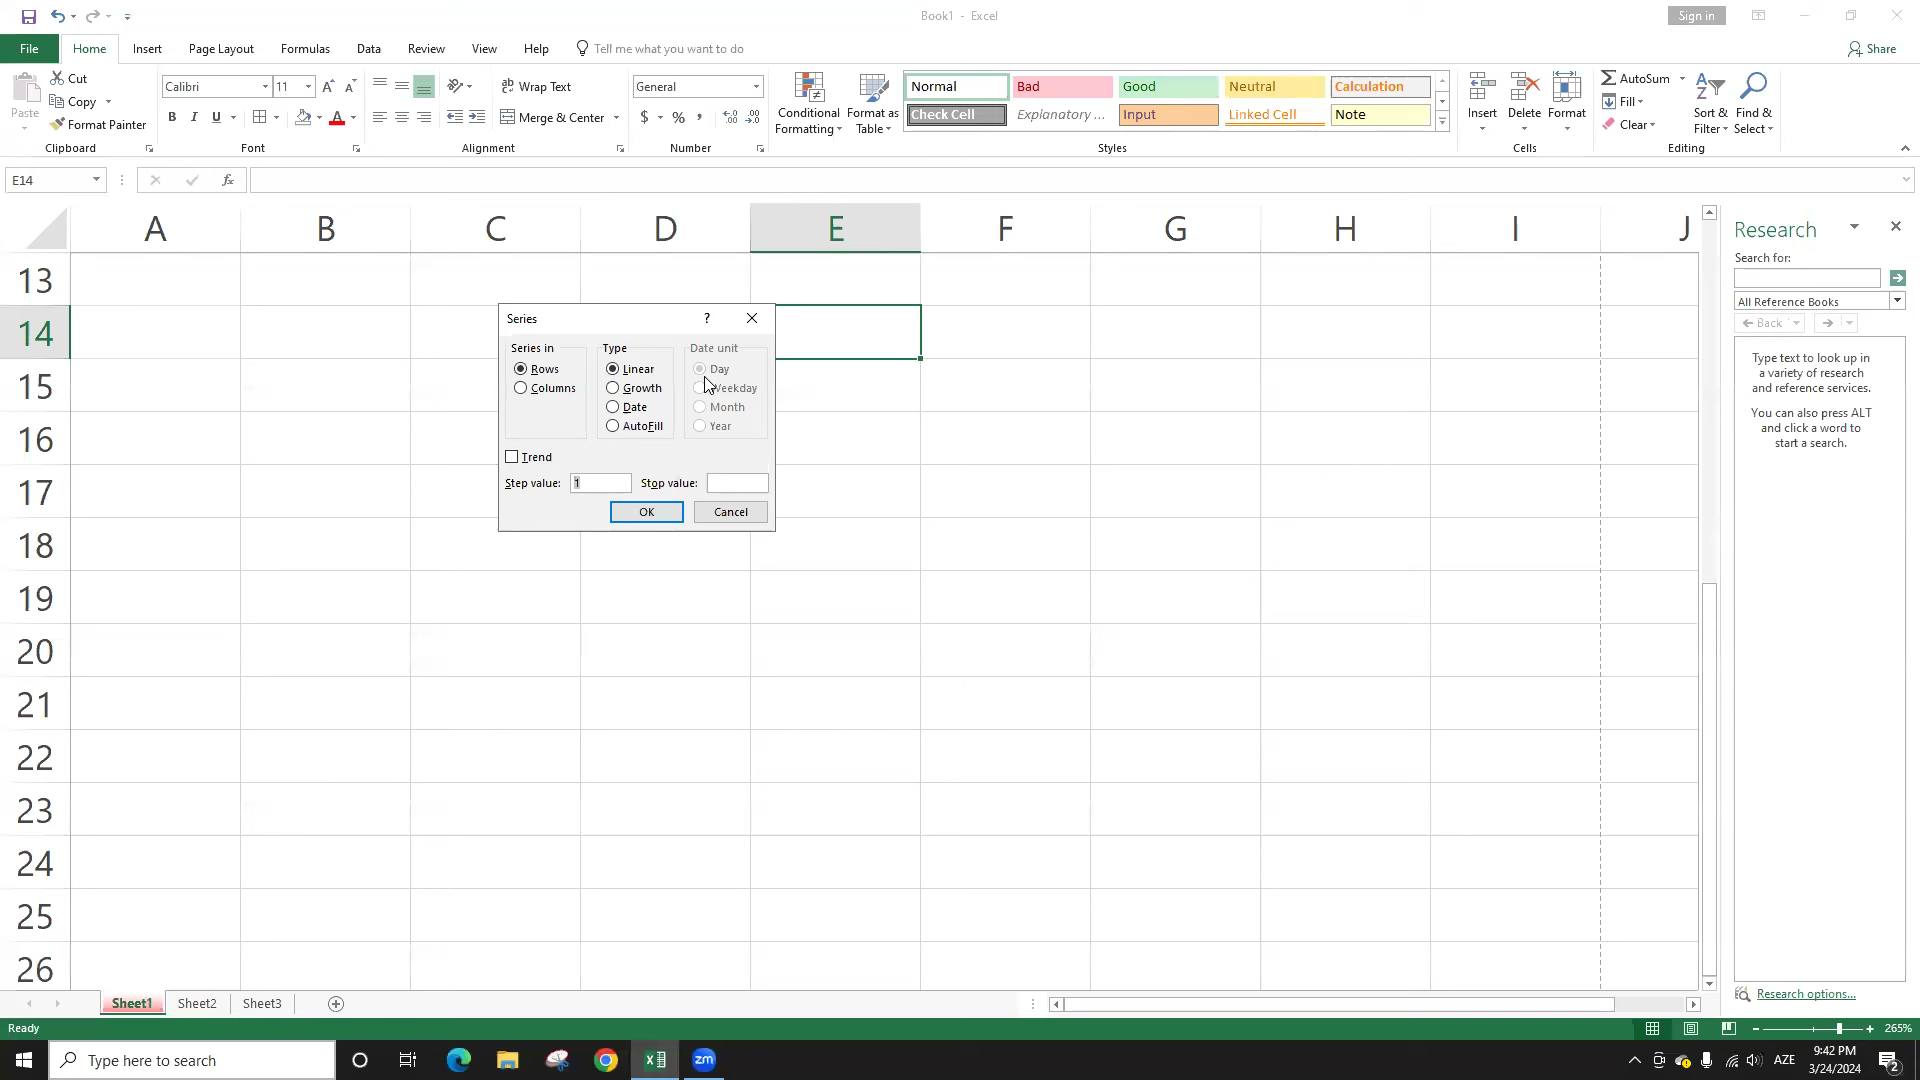 Book1 - Excel
Sign in
File Home Insert Page Layout Formulas Data Review View Help Tell me what you want to do Share
Paste
Cut
Copy
Format Painter
Clipboard
Calibri 11
B I U
Font
Wrap Text
Merge & Center
Alignment
General
$ % ,
Number
Conditional Formatting
Format as Table
Normal Bad Good Neutral Calculation
Check Cell Explanatory ... Input Linked Cell Note
Styles
Insert Delete Format
Cells
AutoSum
Fill
Clear
Sort & Filter
Find & Select
Editing
E14
fx
A B C D E F G H I J
13
14
15
16
17
18
19
20
21
22
23
24
25
26
Series ?
Series in Type Date unit
Rows Linear Day
Columns Growth Weekday
Date Month
AutoFill Year
Trend
Step value: 1 Stop value:
OK Cancel
Research
Search for:
All Reference Books
Back
Type text to look up in
a variety of research
and reference services.
You can also press ALT
and click a word to
start a search.
Research options...
Sheet1 Sheet2 Sheet3
Ready
265%
Type here to search
zm
AZE
9:42 PM
3/24/2024
2